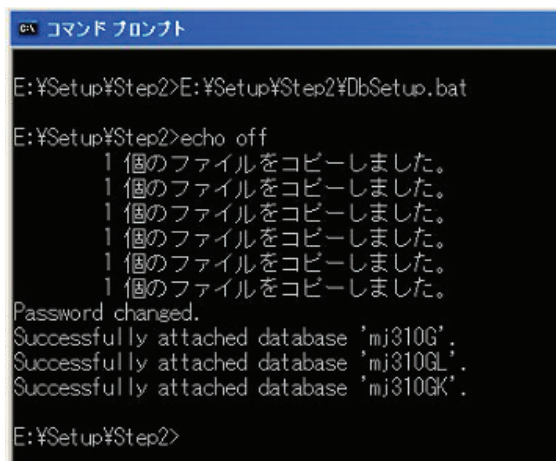 コマンド プロンプト
E:¥Setup¥Step2>E:¥Setup¥Step2¥DbSetup.bat
E:¥Setup¥Step2>echo off
1 個のファイルをコピーしました。
1 個のファイルをコピーしました。
1 個のファイルをコピーしました。
1 個のファイルをコピーしました。
1 個のファイルをコピーしました。
1 個のファイルをコピーしました。
Password changed.
Successfully attached database 'mj310G'.
Successfully attached database 'mj310GL'.
Successfully attached database 'mj310GK'.
E:¥Setup¥Step2>